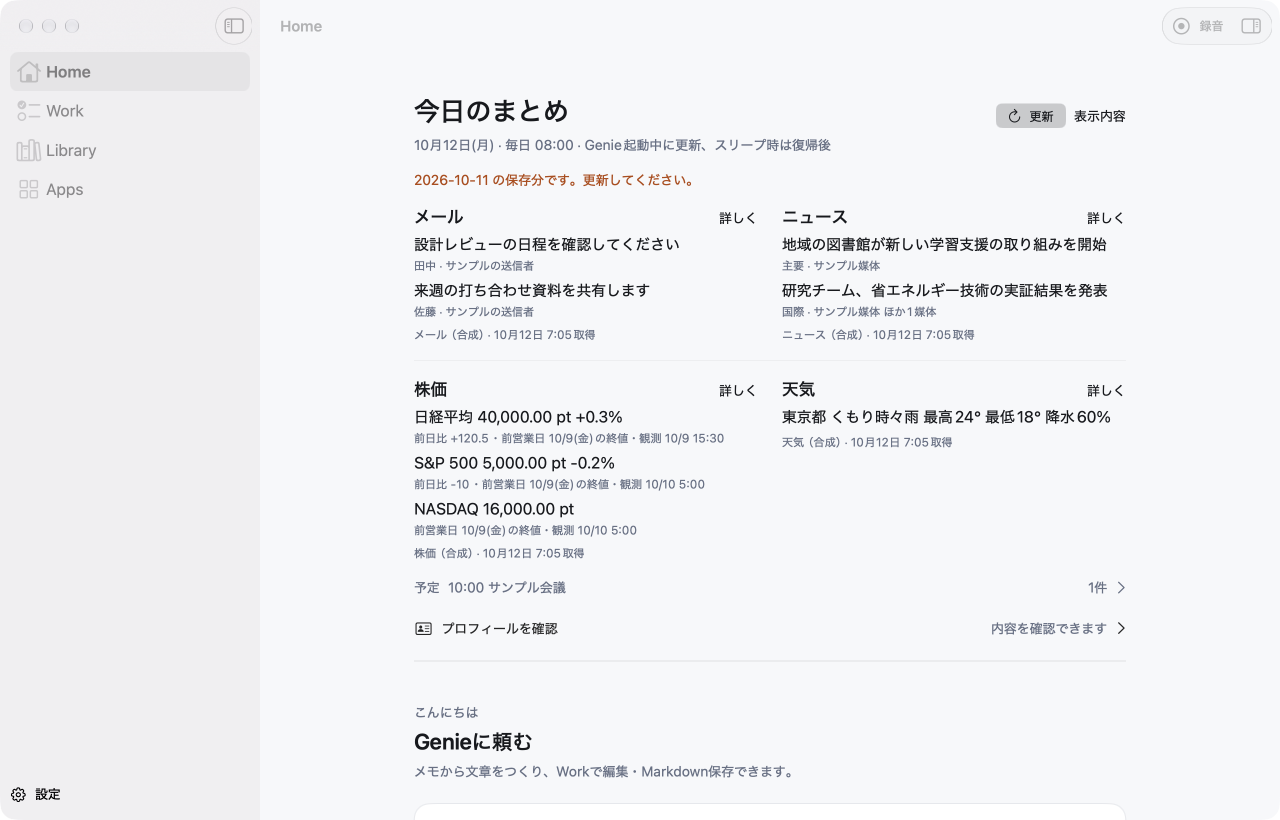 Home
録音
Home
Work
Library
Apps
設定
今日のまとめ
更新
表示内容
10月12日(月) · 毎日 08:00 · Genie起動中に更新、スリープ時は復帰後
2026-10-11 の保存分です。更新してください。
メール
詳しく
設計レビューの日程を確認してください
田中 · サンプルの送信者
来週の打ち合わせ資料を共有します
佐藤 · サンプルの送信者
メール（合成）· 10月12日 7:05取得
ニュース
詳しく
地域の図書館が新しい学習支援の取り組みを開始
主要 · サンプル媒体
研究チーム、省エネルギー技術の実証結果を発表
国際 · サンプル媒体 ほか1媒体
ニュース（合成）· 10月12日 7:05取得
株価
詳しく
日経平均 40,000.00 pt +0.3%
前日比 +120.5・前営業日 10/9(金)の終値・観測 10/9 15:30
S&P 500 5,000.00 pt -0.2%
前日比 -10・前営業日 10/9(金)の終値・観測 10/10 5:00
NASDAQ 16,000.00 pt
前営業日 10/9(金)の終値・観測 10/10 5:00
株価（合成）· 10月12日 7:05取得
天気
詳しく
東京都 くもり時々雨 最高24° 最低18° 降水60%
天気（合成）· 10月12日 7:05取得
予定 10:00 サンプル会議
1件
プロフィールを確認
内容を確認できます
こんにちは
Genieに頼む
メモから文章をつくり、Workで編集・Markdown保存できます。